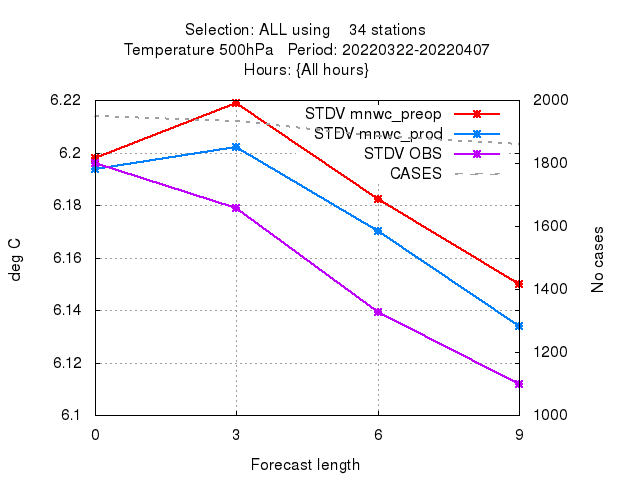 Selection: ALL using 34 stations
Temperature 500hPa Period: 20220322-20220407
Hours: {All hours}
6.22
6.2
6.18
6.16
6.14
6.12
6.1
deg C
STDV mnwc_preop
STDV mnwc_prod
STDV OBS
CASES
2000
1800
1600
1400
1200
1000
No cases
0 3 6 9
Forecast length